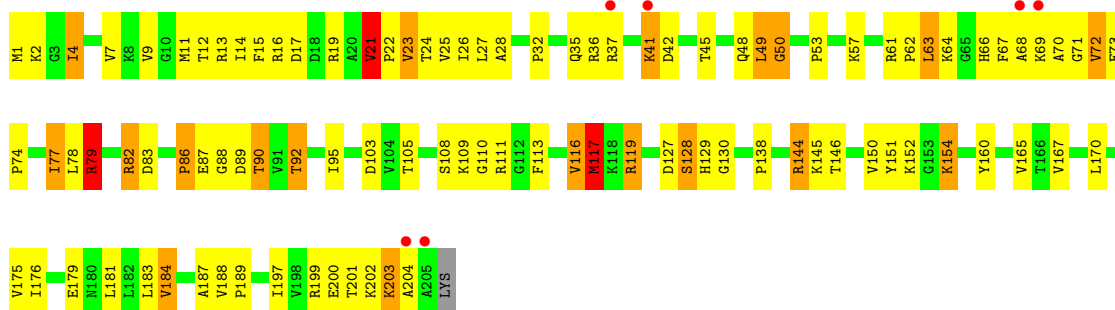 M1 K2 G3 I4 V7 K8 V9 G10 M11 T12 R13 I14 F15 R16 D17 D18 R19 A20 V21 P22 V23 T24 V25 I26 L27 A28 P32 Q35 R36 R37 K41 D42 T45 Q48 L49 G50 P53 K57 R61 P62 L63 K64 G65 H66 F67 A68 K69 A70 G71 V72
P74 I77 L78 R79 R82 D83 P86 E87 G88 D89 T90 V91 T92 I95 D103 V104 T105 S108 K109 G110 R111 G112 F113 V116 M117 K118 R119 D127 S128 H129 G130 P138 R144 K145 T146 V150 Y151 K152 G153 K154 Y160 V165 T166 V167 L170
V175 I176 E179 N180 L181 L182 L183 V184 A187 V188 P189 I197 V198 R199 E200 T201 K202 K203 A204 A205 LYS